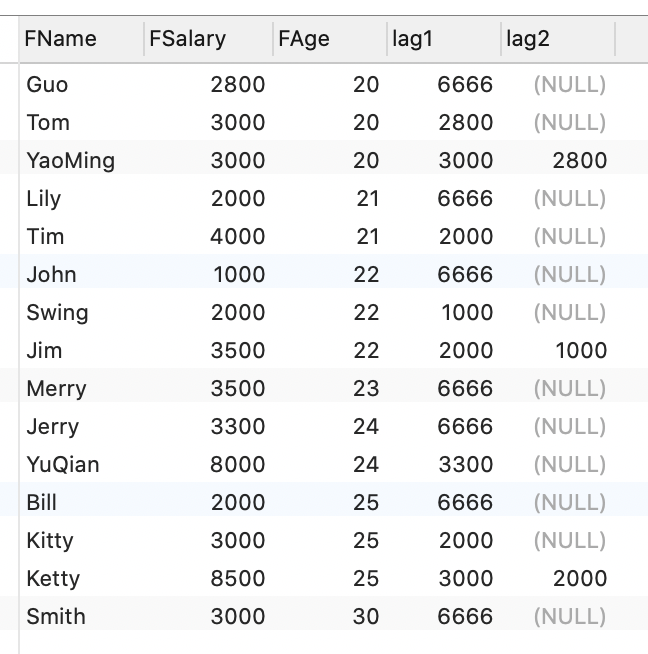 FName FSalary FAge lag1 lag2
Guo 2800 20 6666 (NULL)
Tom 3000 20 2800 (NULL)
YaoMing 3000 20 3000 2800
Lily 2000 21 6666 (NULL)
Tim 4000 21 2000 (NULL)
John 1000 22 6666 (NULL)
Swing 2000 22 1000 (NULL)
Jim 3500 22 2000 1000
Merry 3500 23 6666 (NULL)
Jerry 3300 24 6666 (NULL)
YuQian 8000 24 3300 (NULL)
Bill 2000 25 6666 (NULL)
Kitty 3000 25 2000 (NULL)
Ketty 8500 25 3000 2000
Smith 3000 30 6666 (NULL)